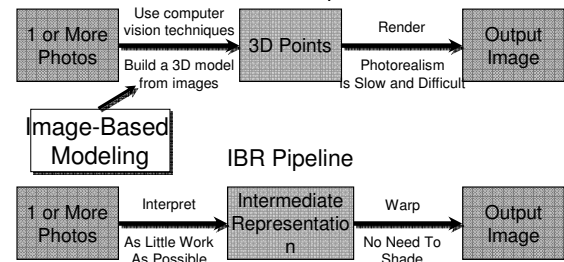 Use computer
vision techniques
Render
1 or More
Photos
3D Points
Output
Image
Build a 3D model
from images
Photorealism
Is Slow and Difficult
Image-Based
Modeling
IBR Pipeline
1 or More
Photos
Interpret
Intermediate
Representatio
n
Warp
Output
Image
As Little Work
As Possible
No Need To
Shade